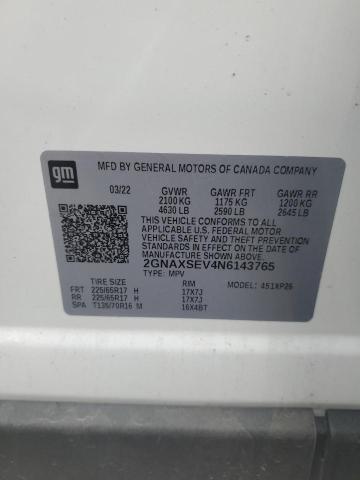 gm
MFD BY GENERAL MOTORS OF CANADA COMPANY
03/22 GVWR GAWR FRT GAWR RR
2100 KG 1175 KG 1200 KG
4630 LB 2590 LB 2645 LB
THIS VEHICLE CONFORMS TO ALL
APPLICABLE U.S. FEDERAL MOTOR
VEHICLE SAFETY AND THEFT PREVENTION
STANDARDS IN EFFECT ON THE DATE OF
MANUFACTURE SHOWN ABOVE.
2GNAXSEV4N6143765
TYPE: MPV MODEL: 451XP26
TIRE SIZE RIM
FRT 225/65R17 H 17X7J
RR 225/65R17 H 17X7J
SPA T135/70R16 M 16X4BT